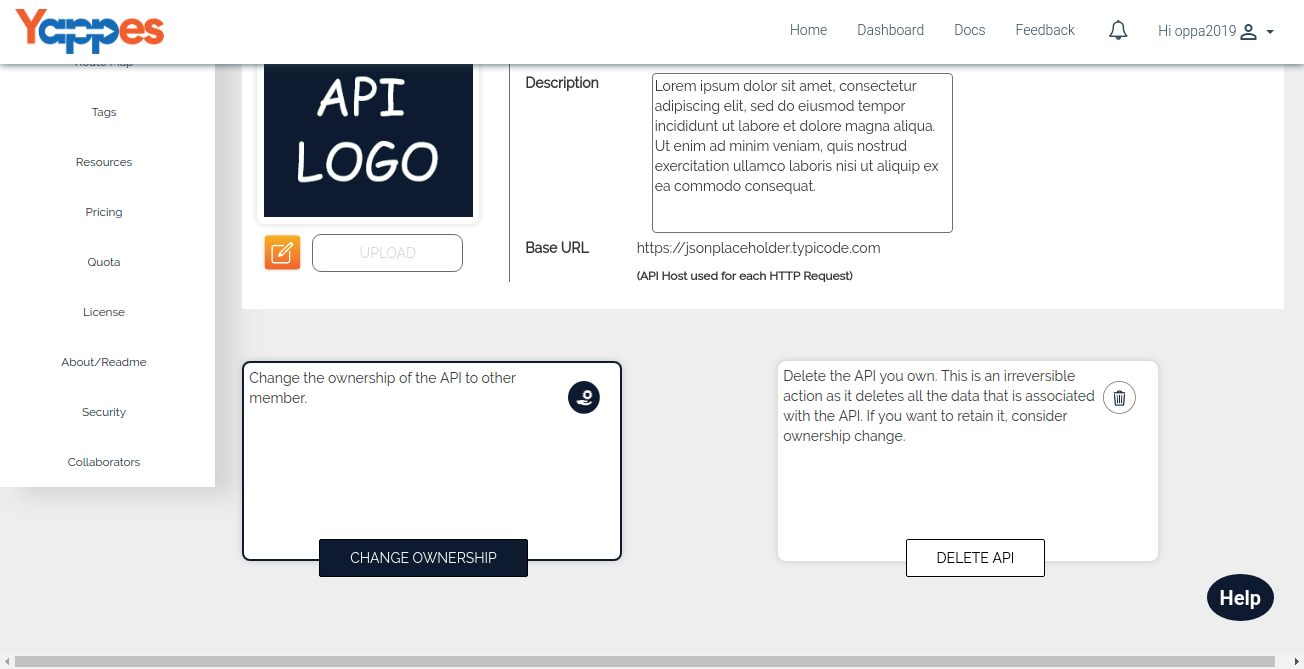 Yappes
Home
Dashboard
Docs
Feedback
Hi oppa2019
Route Map
Tags
Resources
Pricing
Quota
License
About/Readme
Security
Collaborators
API
LOGO
UPLOAD
Description
Lorem ipsum dolor sit amet, consectetur
adipiscing elit, sed do eiusmod tempor
incididunt ut labore et dolore magna aliqua.
Ut enim ad minim veniam, quis nostrud
exercitation ullamco laboris nisi ut aliquip ex
ea commodo consequat.
Base URL
https://jsonplaceholder.typicode.com
(API Host used for each HTTP Request)
Change the ownership of the API to other
member.
CHANGE OWNERSHIP
Delete the API you own. This is an irreversible
action as it deletes all the data that is associated
with the API. If you want to retain it, consider
ownership change.
DELETE API
Help